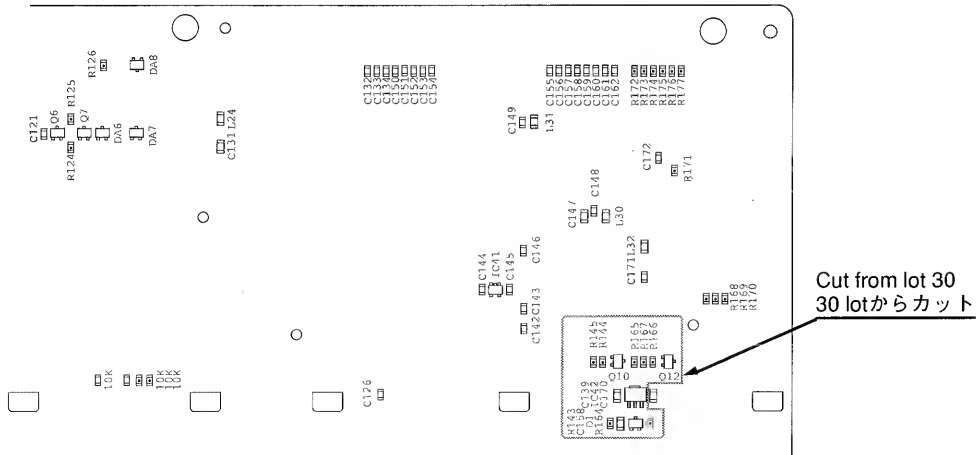 R126
DA8
R125
Q6
Q7
C121
DA6
DA7
R124
L24
C131
C132
C133
C134
C150
C151
C152
C153
C154
C155
C156
C157
C158
C159
C160
C161
C162
R172
R173
R174
R175
R176
R177
C149
L31
C172
R171
C148
C147
L30
C146
L32
C171
C144
IC41
C145
C143
C142
R168
R169
R170
Cut from lot 30
30 lotからカット
R145
R144
R165
R167
R166
Q10
Q12
10K
10K
10K
10K
C126
C139
IC42
C170
R143
C158
D1
R164